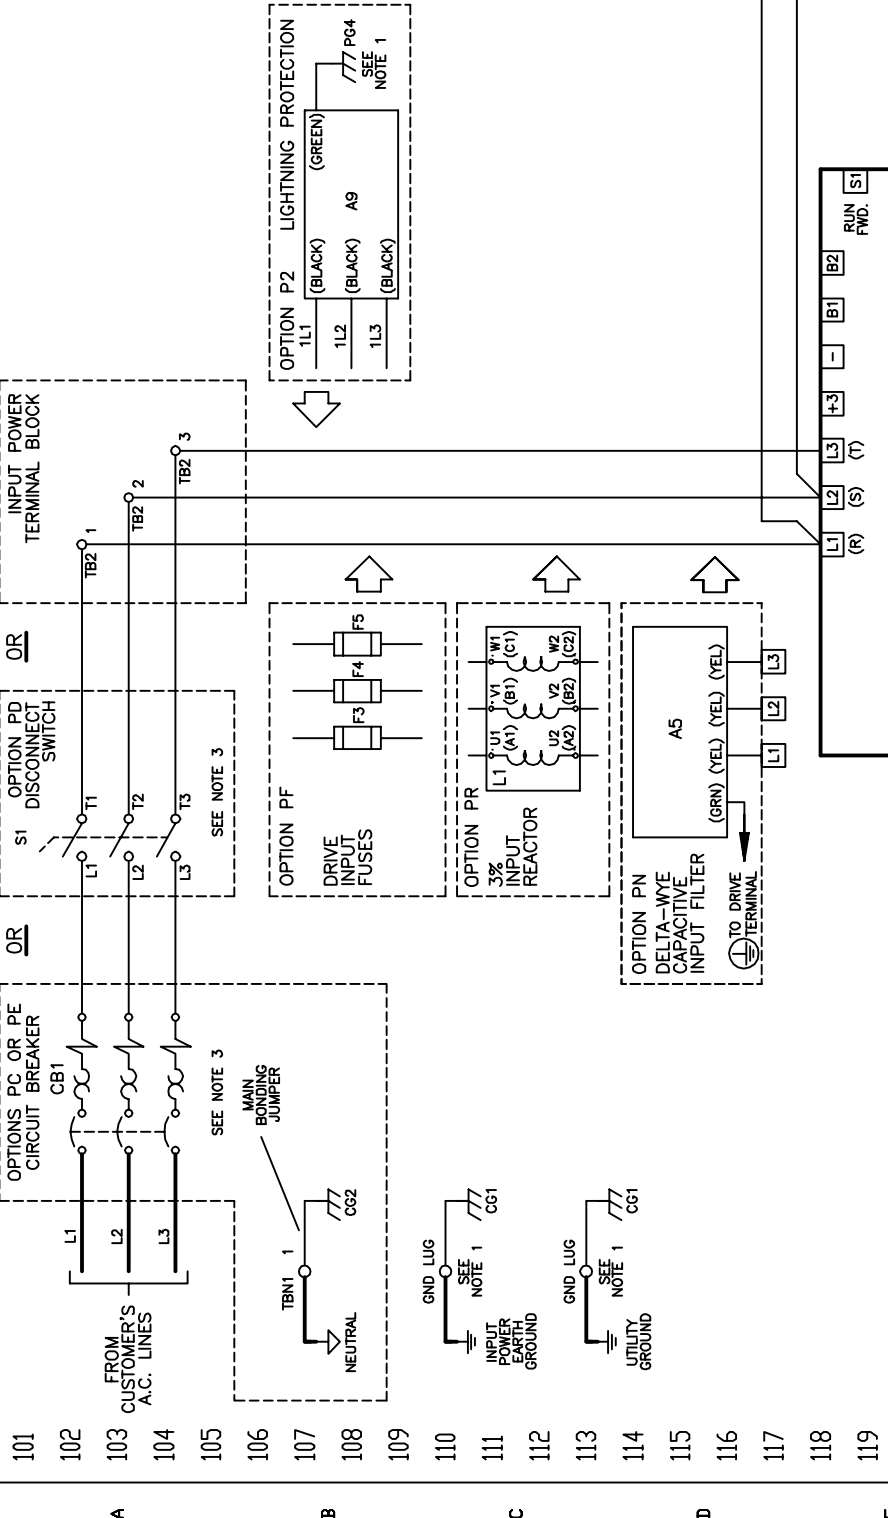 101
102
103
104
105
106
107
108
109
110
111
112
113
114
115
116
117
118
119
A
B
C
D
FROM
CUSTOMER'S
A.C. LINES
L1
L2
L3
OPTIONS PC OR PE
CIRCUIT BREAKER
CB1
SEE NOTE 3
MAIN
BONDING
JUMPER
TBN1
1
NEUTRAL
CG2
GND LUG
SEE
NOTE 1
INPUT
POWER
EARTH
GROUND
CG1
GND LUG
SEE
NOTE 1
UTILITY
GROUND
CG1
OR
OPTION PD
DISCONNECT
SWITCH
S1
L1
T1
L2
T2
L3
T3
SEE NOTE 3
OR
INPUT POWER
TERMINAL BLOCK
TB2
1
TB2
2
TB2
3
OPTION PF
DRIVE
INPUT
FUSES
F3
F4
F5
OPTION PR
3%
INPUT
REACTOR
L1
U1
V1
W1
(A1)
(B1)
(C1)
U2
V2
W2
(A2)
(B2)
(C2)
OPTION PN
DELTA-WYE
CAPACITIVE
INPUT FILTER
A5
(GRN)
(YEL)
(YEL)
(YEL)
TO DRIVE
TERMINAL
L1
L2
L3
OPTION P2
LIGHTNING PROTECTION
1L1
(BLACK)
(GREEN)
1L2
(BLACK)
A9
1L3
(BLACK)
PG4
SEE
NOTE 1
L1
L2
L3
+3
-
B1
B2
(R)
(S)
(T)
RUN
FWD.
S1